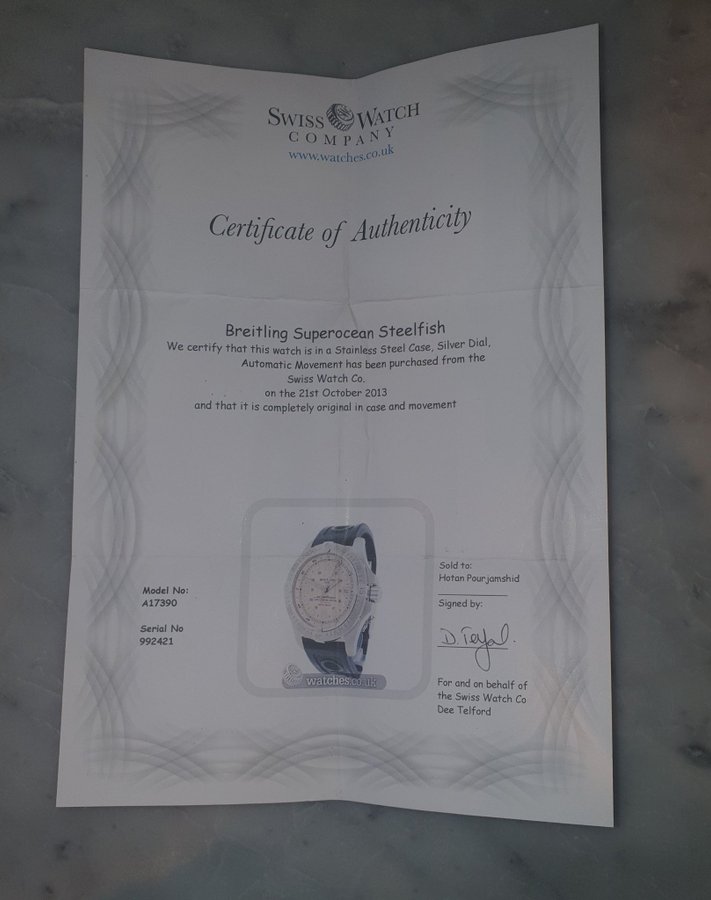 SWISS WATCH
COMPANY
www.watches.co.uk
Certificate of Authenticity
Breitling Superocean Steelfish
We certify that this watch is in a Stainless Steel Case, Silver Dial,
Automatic Movement has been purchased from the
Swiss Watch Co.
on the 21st October 2013
and that it is completely original in case and movement
Model No:
A17390
Serial No
992421
watches.co.uk
Sold to:
Hotan Pourjamshid
Signed by:
D. Telford.
For and on behalf of
the Swiss Watch Co
Dee Telford